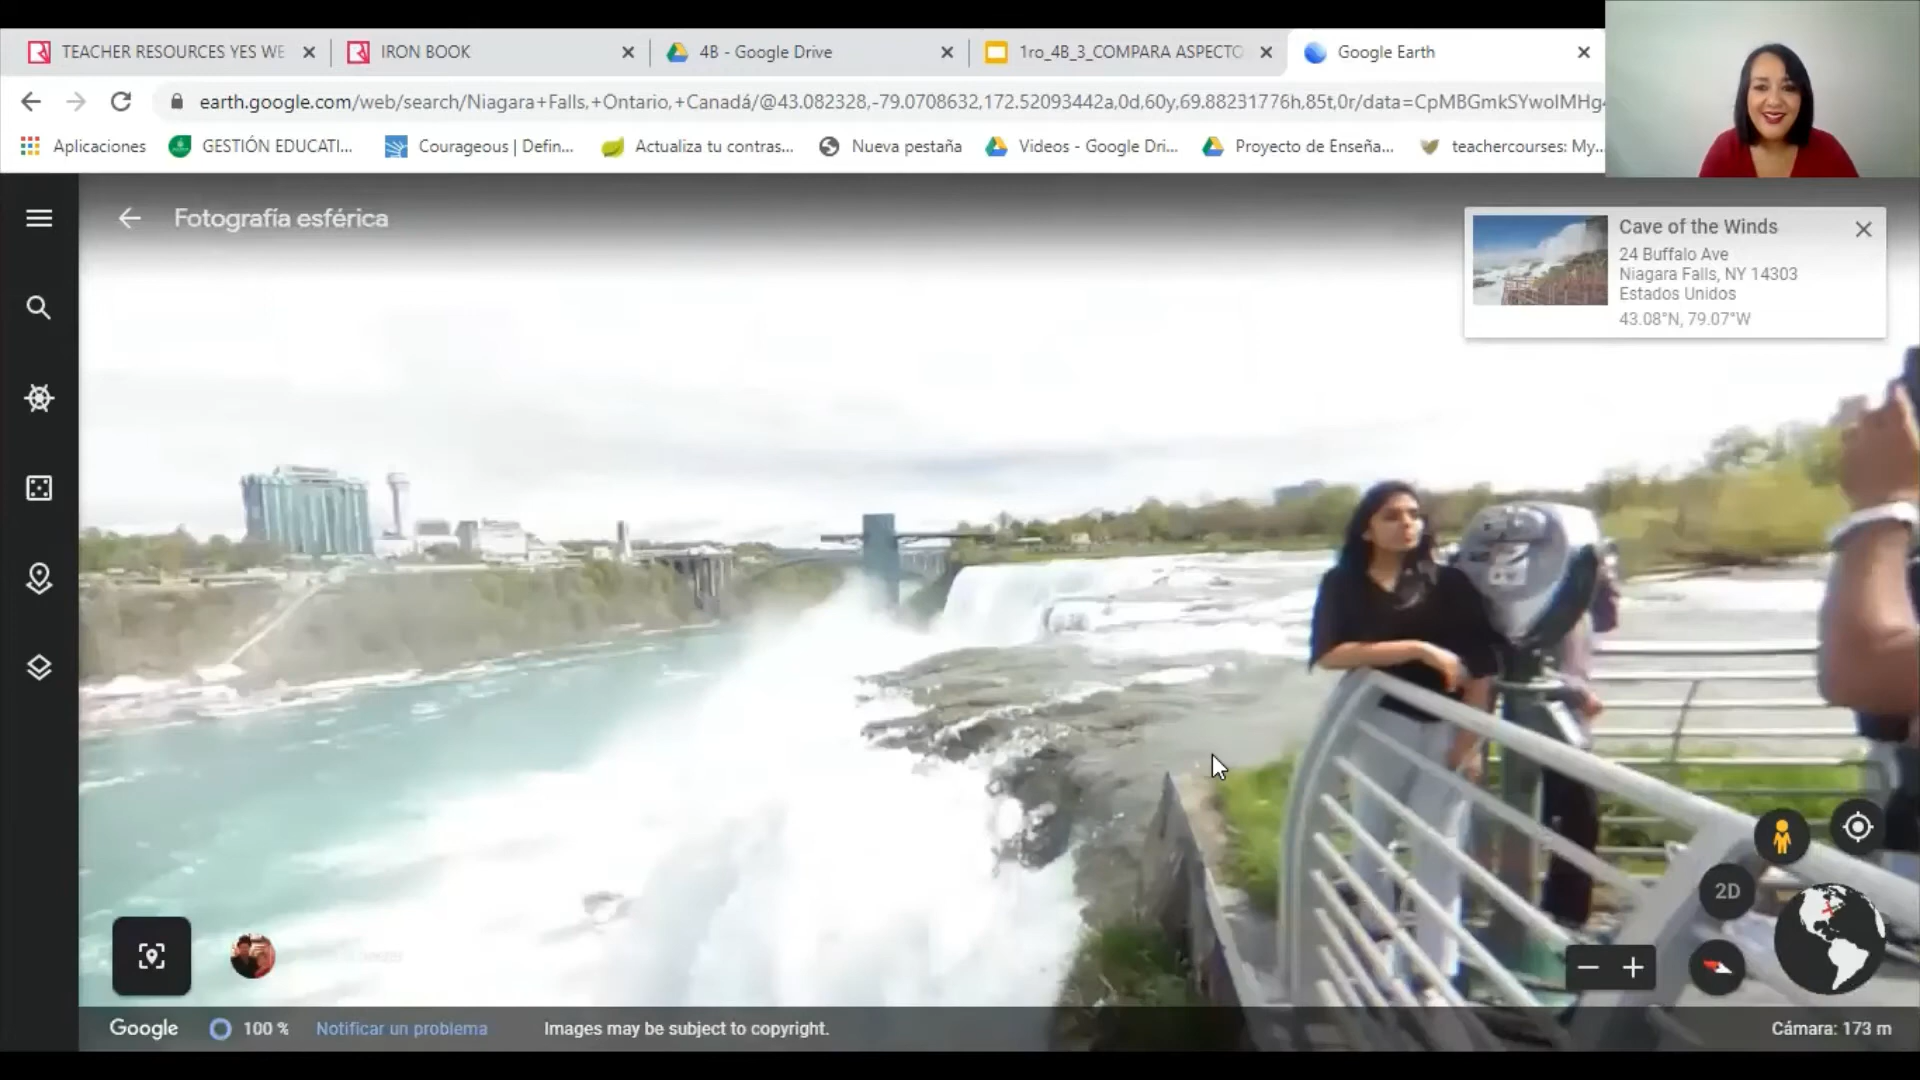 TEACHER RESOURCES YES WE
IRON BOOK
4B - Google Drive
1ro_4B_3_COMPARA ASPECTO
Google Earth
earth.google.com/web/search/Niagara+Falls,+Ontario,+Canadá/@43.082328,-79.0708632,172.52093442a,0d,60y,69.88231776h,85t,0r/data=CpMBGmkSYwolMHg
Aplicaciones
GESTIÓN EDUCATI...
Courageous | Defin...
Actualiza tu contras...
Nueva pestaña
Videos - Google Dri...
Proyecto de Enseña...
teachercourses: My...
Fotografía esférica
Cave of the Winds
24 Buffalo Ave
Niagara Falls, NY 14303
Estados Unidos
43.08°N, 79.07°W
2D
Google
100 %
Notificar un problema
Images may be subject to copyright.
Cámara: 173 m